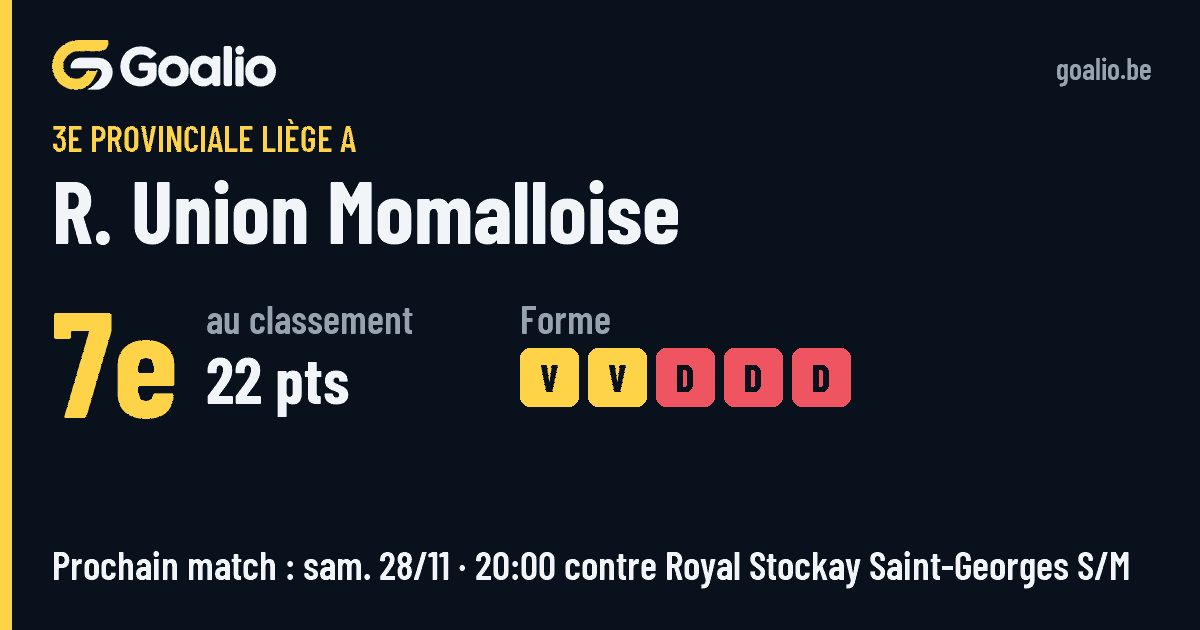 Goalio
goalio.be
3E PROVINCIALE LIÈGE A
R. Union Momalloise
7e
au classement
22 pts
Forme
V V D D D
Prochain match : sam. 28/11 · 20:00 contre Royal Stockay Saint-Georges S/M